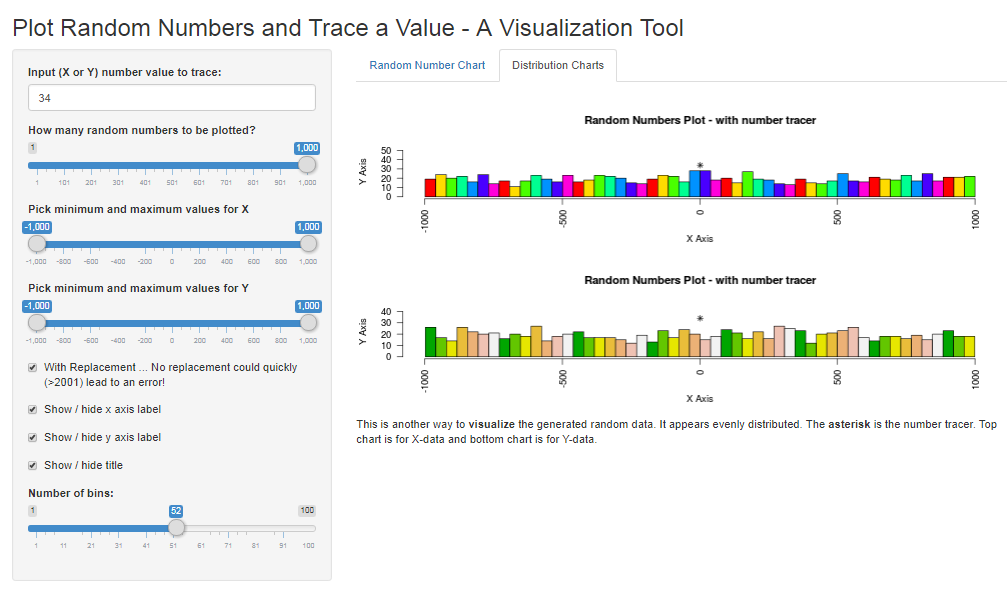 Plot Random Numbers and Trace a Value - A Visualization Tool
Input (X or Y) number value to trace:
34
How many random numbers to be plotted?
1 1,000
1 101 201 301 401 501 601 701 801 901 1,000
Pick minimum and maximum values for X
-1,000 1,000
-1,000 -800 -600 -400 -200 0 200 400 600 800 1,000
Pick minimum and maximum values for Y
-1,000 1,000
-1,000 -800 -600 -400 -200 0 200 400 600 800 1,000
With Replacement ... No replacement could quickly
(>2001) lead to an error!
Show / hide x axis label
Show / hide y axis label
Show / hide title
Number of bins:
1 52 100
1 11 21 31 41 51 61 71 81 91 100
Random Number Chart Distribution Charts
Random Numbers Plot - with number tracer
Y Axis
50
40
30
20
10
0
*
-1000 -500 0 500 1000
X Axis
Random Numbers Plot - with number tracer
Y Axis
40
30
20
10
0
*
-1000 -500 0 500 1000
X Axis
This is another way to visualize the generated random data. It appears evenly distributed. The asterisk is the number tracer. Top
chart is for X-data and bottom chart is for Y-data.